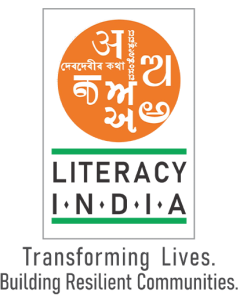 अ
দেবদেবীর কথা
ଅ
અ
LITERACY
I·N·D·I·A
Transforming Lives.
Building Resilient Communities.